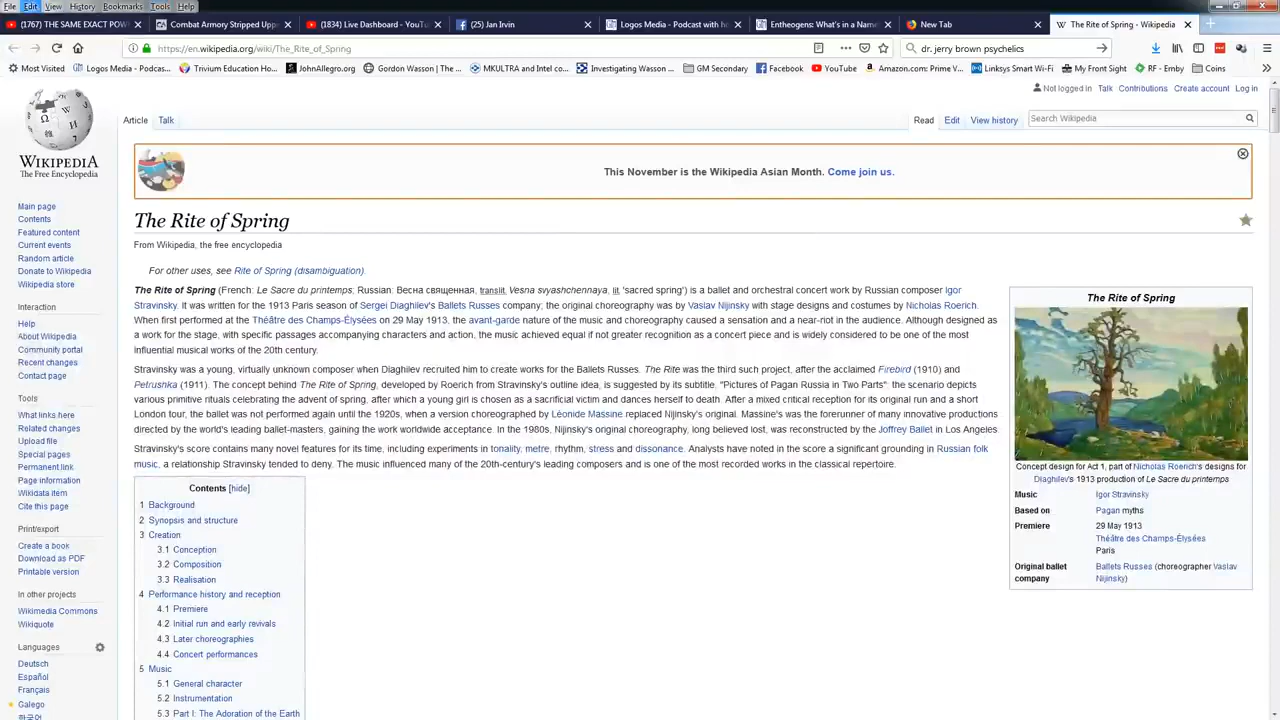 File Edit View History Bookmarks Tools Help
(1767) THE SAME EXACT POW
Combat Armory Stripped Uppe
(1834) Live Dashboard - YouTu
(25) Jan Irvin
Logos Media - Podcast with ho
Entheogens: What's in a Name
New Tab
The Rite of Spring - Wikipedia
https://en.wikipedia.org/wiki/The_Rite_of_Spring
dr. jerry brown psychelics
Most Visited Logos Media - Podcas... Trivium Education Ho... JohnAllegro.org Gordon Wasson | The ... MKULTRA and Intel co... Investigating Wasson ... GM Secondary Facebook YouTube Amazon.com: Prime V... Linksys Smart Wi-Fi My Front Sight RF - Emby Coins
Not logged in Talk Contributions Create account Log in
Article Talk Read Edit View history Search Wikipedia
WIKIPEDIA
The Free Encyclopedia
Main page
Contents
Featured content
Current events
Random article
Donate to Wikipedia
Wikipedia store
Interaction
Help
About Wikipedia
Community portal
Recent changes
Contact page
Tools
What links here
Related changes
Upload file
Special pages
Permanent link
Page information
Wikidata item
Cite this page
Print/export
Create a book
Download as PDF
Printable version
In other projects
Wikimedia Commons
Wikiquote
Languages
Deutsch
Español
Français
Galego
한국어
This November is the Wikipedia Asian Month. Come join us.
The Rite of Spring
From Wikipedia, the free encyclopedia
For other uses, see Rite of Spring (disambiguation).
The Rite of Spring (French: Le Sacre du printemps; Russian: Весна священная, translit. Vesna svyashchennaya, lit. 'sacred spring') is a ballet and orchestral concert work by Russian composer Igor
Stravinsky. It was written for the 1913 Paris season of Sergei Diaghilev's Ballets Russes company; the original choreography was by Vaslav Nijinsky with stage designs and costumes by Nicholas Roerich.
When first performed at the Théâtre des Champs-Élysées on 29 May 1913, the avant-garde nature of the music and choreography caused a sensation and a near-riot in the audience. Although designed as
a work for the stage, with specific passages accompanying characters and action, the music achieved equal if not greater recognition as a concert piece and is widely considered to be one of the most
influential musical works of the 20th century.
Stravinsky was a young, virtually unknown composer when Diaghilev recruited him to create works for the Ballets Russes. The Rite was the third such project, after the acclaimed Firebird (1910) and
Petrushka (1911). The concept behind The Rite of Spring, developed by Roerich from Stravinsky's outline idea, is suggested by its subtitle, "Pictures of Pagan Russia in Two Parts"; the scenario depicts
various primitive rituals celebrating the advent of spring, after which a young girl is chosen as a sacrificial victim and dances herself to death. After a mixed critical reception for its original run and a short
London tour, the ballet was not performed again until the 1920s, when a version choreographed by Léonide Massine replaced Nijinsky's original. Massine's was the forerunner of many innovative productions
directed by the world's leading ballet-masters, gaining the work worldwide acceptance. In the 1980s, Nijinsky's original choreography, long believed lost, was reconstructed by the Joffrey Ballet in Los Angeles
Stravinsky's score contains many novel features for its time, including experiments in tonality, metre, rhythm, stress and dissonance. Analysts have noted in the score a significant grounding in Russian folk
music, a relationship Stravinsky tended to deny. The music influenced many of the 20th-century's leading composers and is one of the most recorded works in the classical repertoire.
Contents [hide]
1 Background
2 Synopsis and structure
3 Creation
3.1 Conception
3.2 Composition
3.3 Realisation
4 Performance history and reception
4.1 Premiere
4.2 Initial run and early revivals
4.3 Later choreographies
4.4 Concert performances
5 Music
5.1 General character
5.2 Instrumentation
5.3 Part I: The Adoration of the Earth
The Rite of Spring
Concept design for Act 1, part of Nicholas Roerich's designs for
Diaghilev's 1913 production of Le Sacre du printemps
Music Igor Stravinsky
Based on Pagan myths
Premiere 29 May 1913
Théâtre des Champs-Élysées
Paris
Original ballet company Ballets Russes (choreographer Vaslav
Nijinsky)